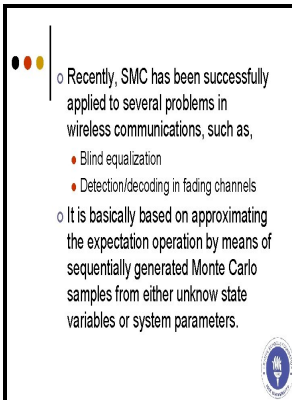 Recently, SMC has been successfully
applied to several problems in
wireless communications, such as,
Blind equalization
Detection/decoding in fading channels
It is basically based on approximating
the expectation operation by means of
sequentially generated Monte Carlo
samples from either unknow state
variables or system parameters.